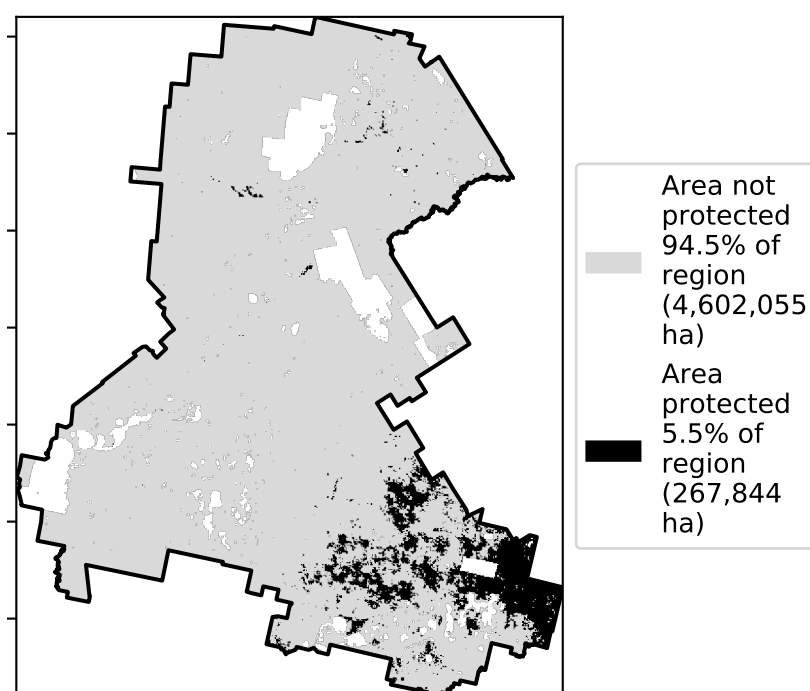 Area not
protected
94.5% of
region
(4,602,055
ha)
Area
protected
5.5% of
region
(267,844
ha)